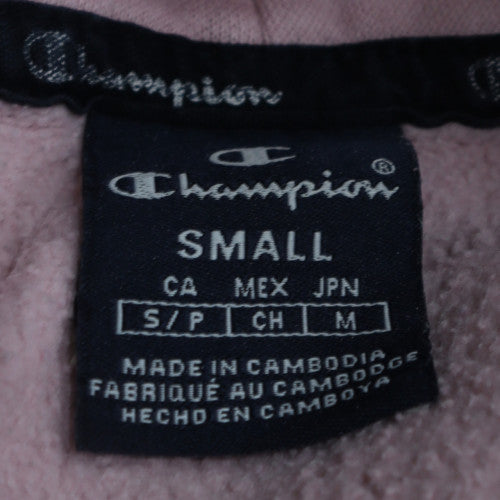 Champion
Champion®
SMALL
CA MEX JPN
S/P CH M
MADE IN CAMBODIA
FABRIQUÉ AU CAMBODGE
HECHO EN CAMBOYA